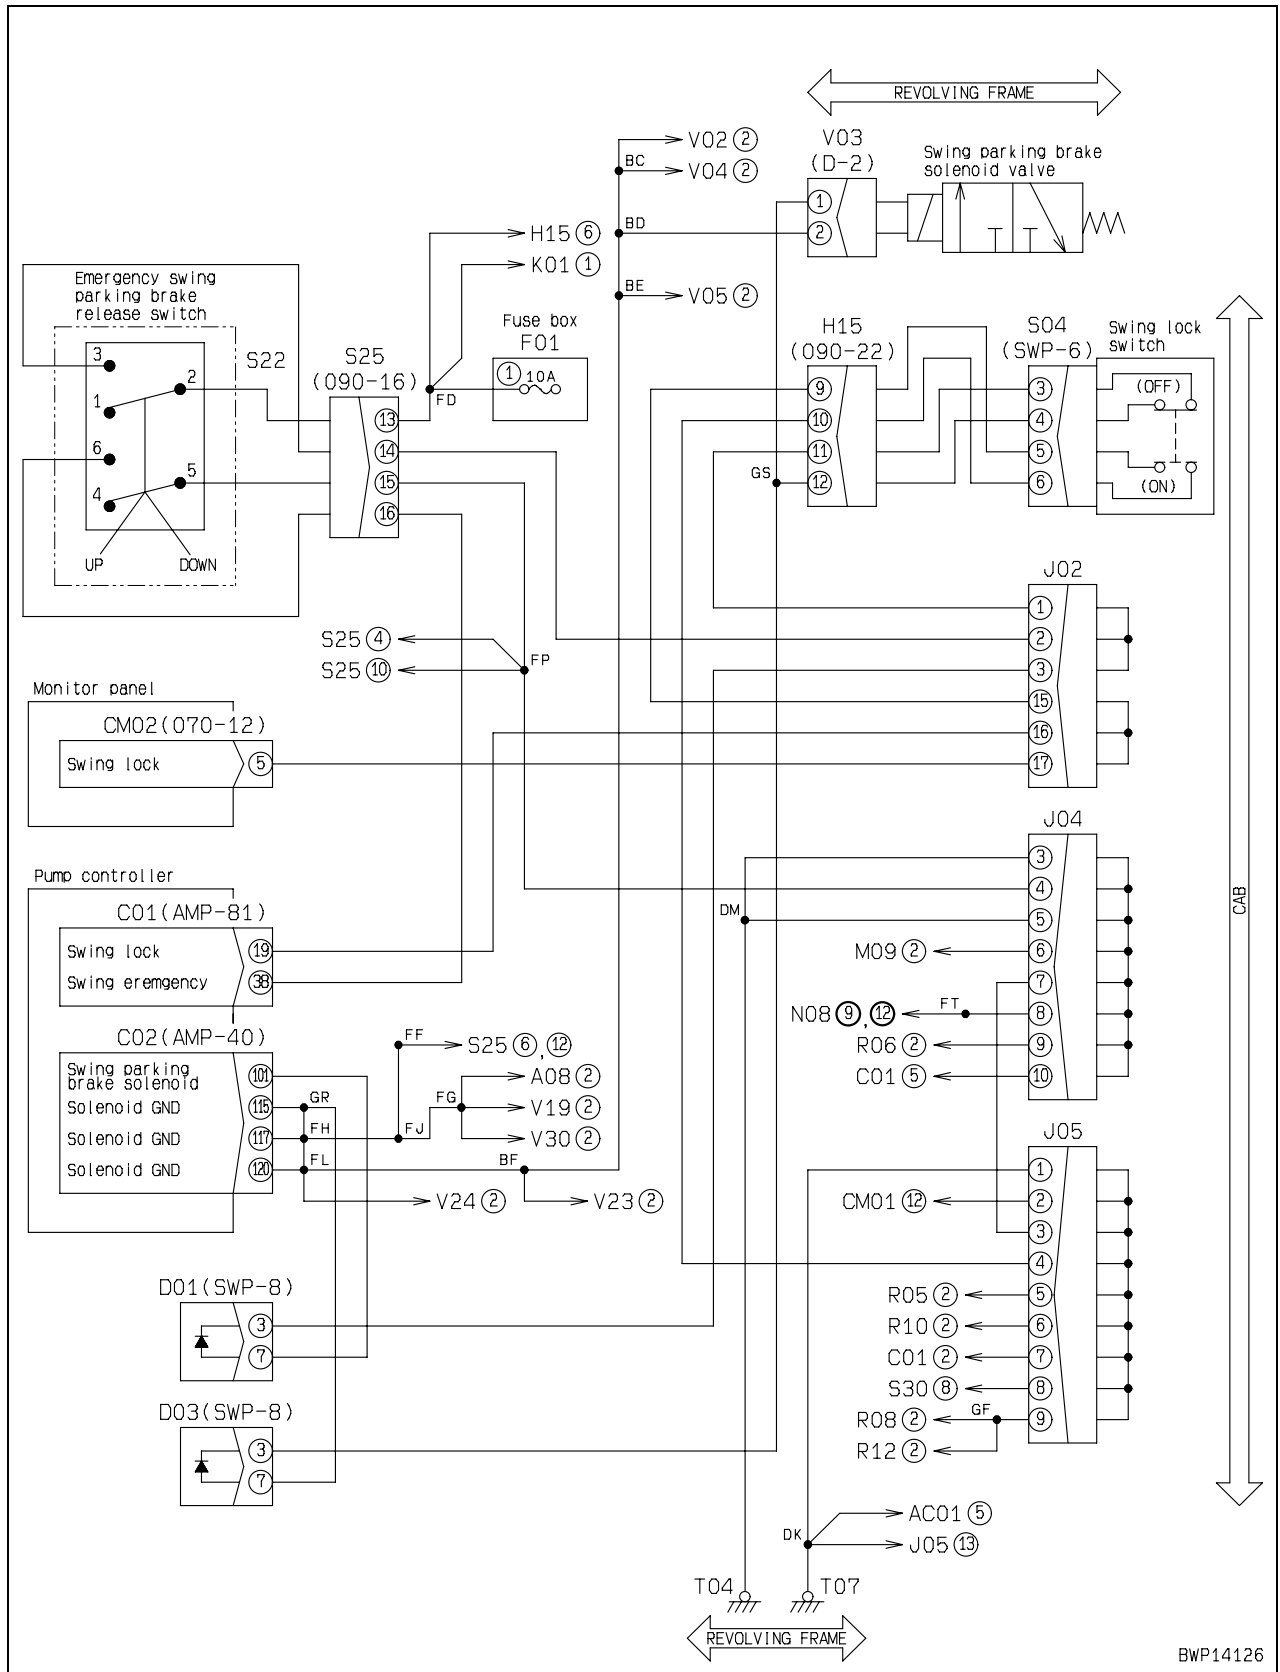 REVOLVING FRAME
V02 2
V03
(D-2)
Swing parking brake
solenoid valve
BC
V04 2
1
BD
2
H15 6
K01 1
BE
V05 2
Emergency swing
parking brake
release switch
Fuse box
F01
1 10A
H15
(090-22)
S04
(SWP-6)
Swing lock
switch
S22
S25
(090-16)
3
2
1
6
5
4
UP
DOWN
FD
13
14
15
16
9
10
11
12
GS
3
4
5
6
(OFF)
(ON)
CAB
J02
1
2
3
15
16
17
S25 4
S25 10
FP
Monitor panel
CM02(070-12)
Swing lock
5
J04
3
4
5
6
7
8
9
10
DM
M09 2
N08 9 , 12
FT
R06 2
C01 5
Pump controller
C01(AMP-81)
Swing lock
19
Swing eremgency
38
C02(AMP-40)
Swing parking
brake solenoid
101
Solenoid GND
115
Solenoid GND
117
Solenoid GND
120
GR
FH
FL
FF
S25 6 , 12
FG
A08 2
V19 2
V30 2
FJ
BF
V24 2
V23 2
J05
1
2
3
4
5
6
7
8
9
CM01 12
R05 2
R10 2
C01 2
S30 8
R08 2
GF
R12 2
D01(SWP-8)
3
7
D03(SWP-8)
3
7
AC01 5
DK
J05 13
T04
T07
REVOLVING FRAME
BWP14126